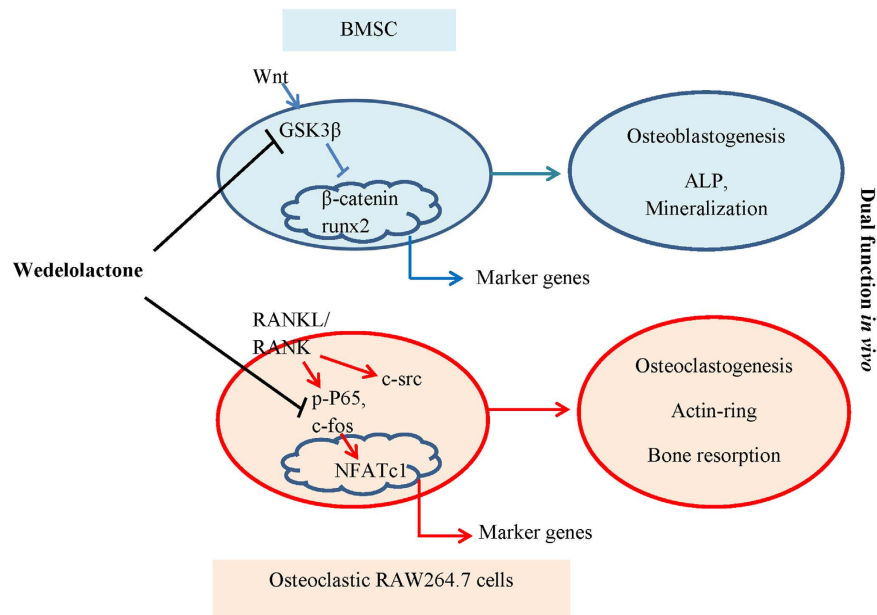 BMSC
Wnt
GSK3β
β-catenin
runx2
Marker genes
Osteoblastogenesis
ALP,
Mineralization
Wedelolactone
RANKL/
RANK
c-src
p-P65,
c-fos
NFATc1
Marker genes
Osteoclastogenesis
Actin-ring
Bone resorption
Osteoclastic RAW264.7 cells
Dual function in vivo